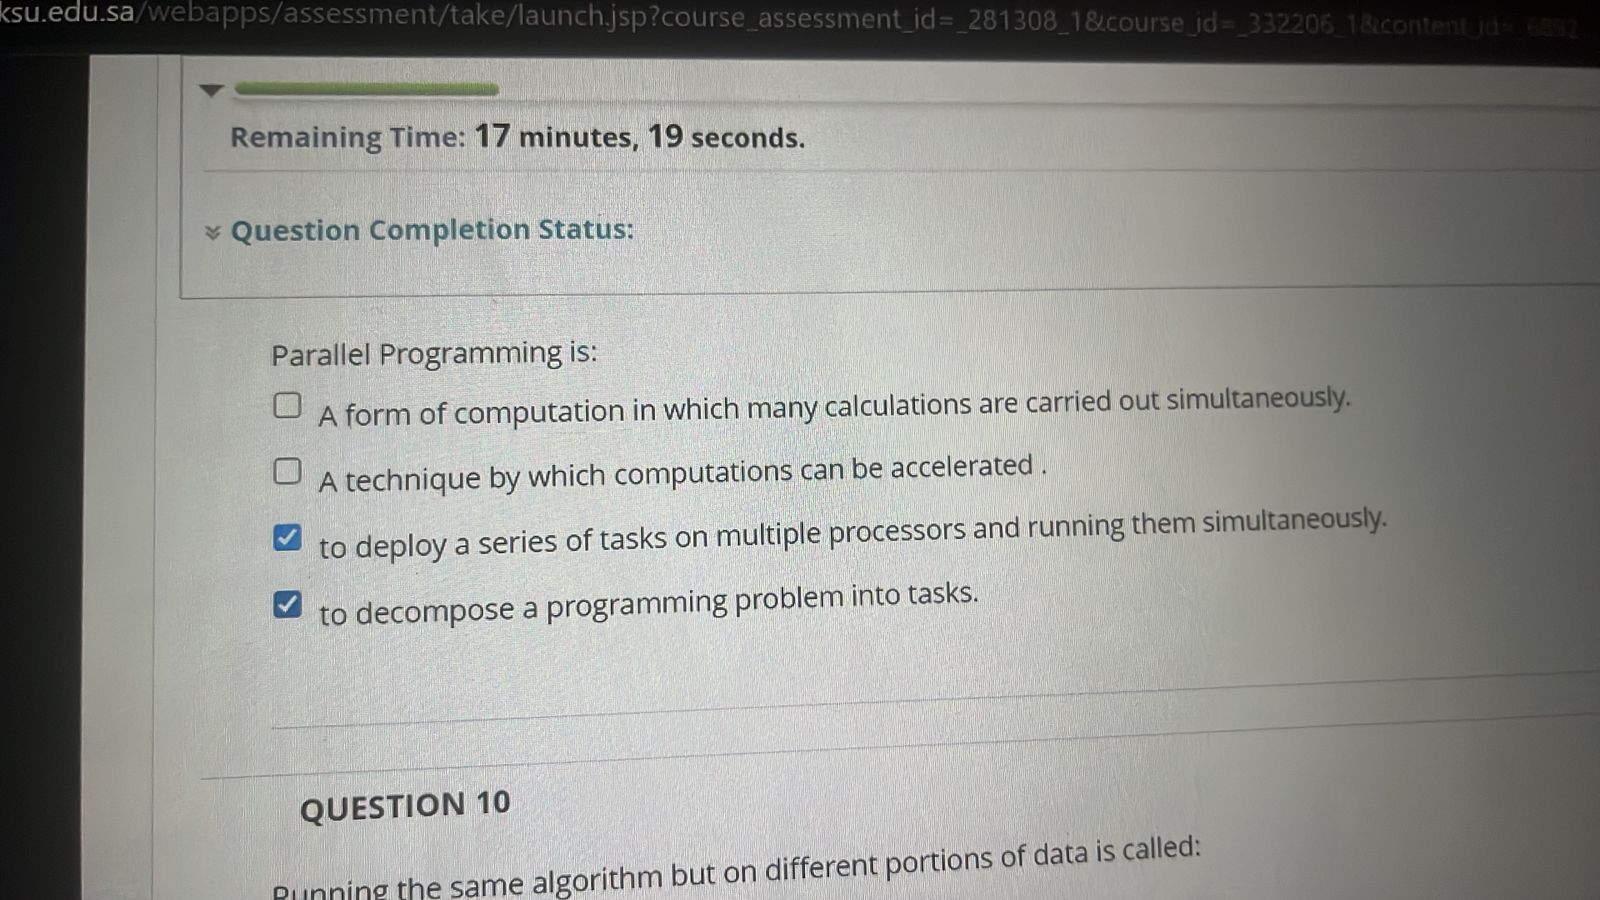 ksu.edu.sa/webapps/assessment/take/launch.jsp?course_assessment_id=_281308_1&course_id=_332206_1&content_id=_6892
Remaining Time: 17 minutes, 19 seconds.
Question Completion Status:
Parallel Programming is:
A form of computation in which many calculations are carried out simultaneously.
A technique by which computations can be accelerated .
to deploy a series of tasks on multiple processors and running them simultaneously.
to decompose a programming problem into tasks.
QUESTION 10
Running the same algorithm but on different portions of data is called: